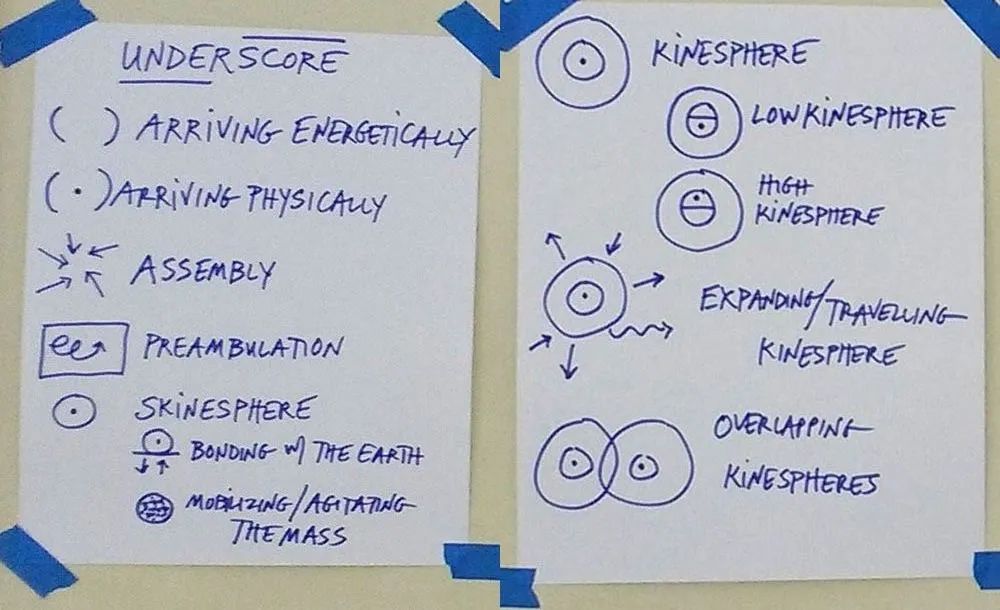 UNDERSCORE
ARRIVING ENERGETICALLY
ARRIVING PHYSICALLY
ASSEMBLY
PREAMBULATION
SKINESPHERE
BONDING W/ THE EARTH
MOBILIZING/AGITATING
THE MASS
KINESPHERE
LOW KINESPHERE
HIGH
KINESPHERE
EXPANDING/TRAVELLING
KINESPHERE
OVERLAPPING
KINESPHERES